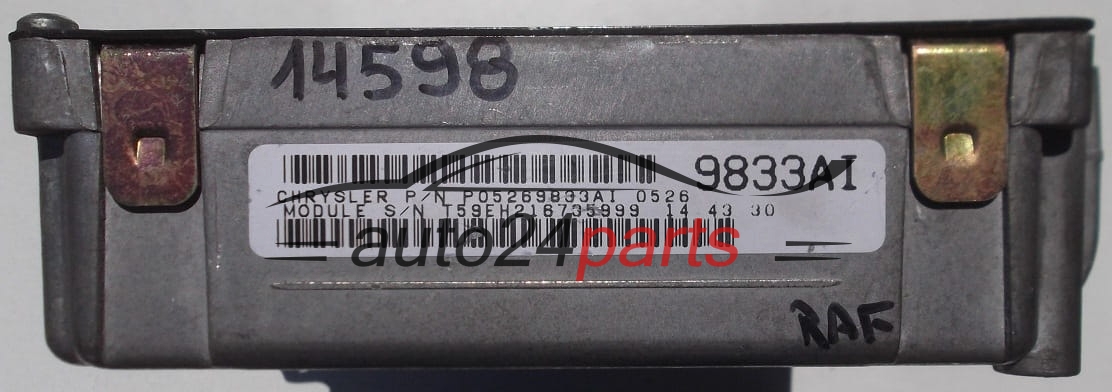 14598
9833AI
CHRYSLER P/N P05269833AI 0526
MODULE S/N T59EH216735999 14 43 30
auto24parts
RAF